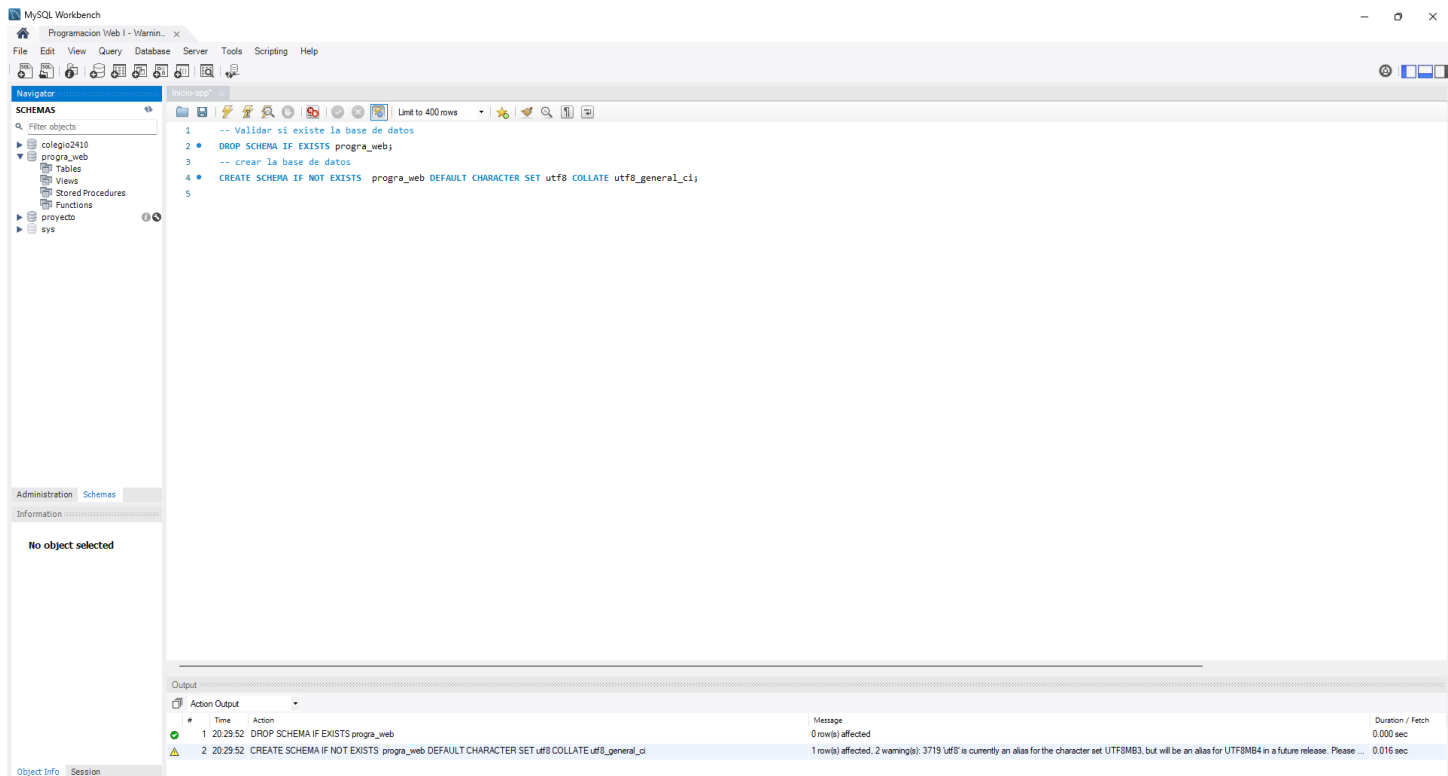 MySQL Workbench
Programacion Web I - Warnin...
File Edit View Query Database Server Tools Scripting Help
Navigator
SCHEMAS
Filter objects
colegio2410
progra_web
Tables
Views
Stored Procedures
Functions
proyecto
sys
Administration Schemas
Information
No object selected
Object Info Session
Inicio-app*
Limit to 400 rows
1 -- Validar si existe la base de datos
2 DROP SCHEMA IF EXISTS progra_web;
3 -- crear la base de datos
4 CREATE SCHEMA IF NOT EXISTS  progra_web DEFAULT CHARACTER SET utf8 COLLATE utf8_general_ci;
5
Output
Action Output
# Time Action Message Duration / Fetch
1 20:29:52 DROP SCHEMA IF EXISTS progra_web 0 row(s) affected 0.000 sec
2 20:29:52 CREATE SCHEMA IF NOT EXISTS  progra_web DEFAULT CHARACTER SET utf8 COLLATE utf8_general_ci 1 row(s) affected, 2 warning(s): 3719 'utf8' is currently an alias for the character set UTF8MB3, but will be an alias for UTF8MB4 in a future release. Please ... 0.016 sec